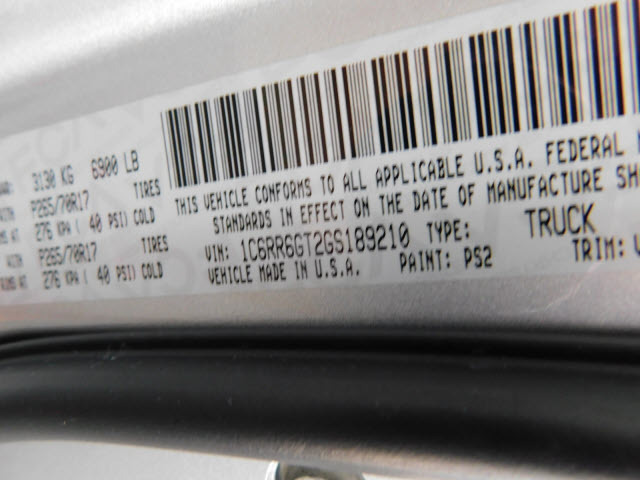 3130 KG 6900 LB
TIRES
P265/70R17
276 KPA ( 40 PSI) COLD
TIRES
P265/70R17
276 KPA ( 40 PSI) COLD
THIS VEHICLE CONFORMS TO ALL APPLICABLE U.S.A. FEDERAL
STANDARDS IN EFFECT ON THE DATE OF MANUFACTURE SH
VIN: 1C6RR6GT2GS189210 TYPE: TRUCK
VEHICLE MADE IN U.S.A. PAINT: PS2 TRIM: